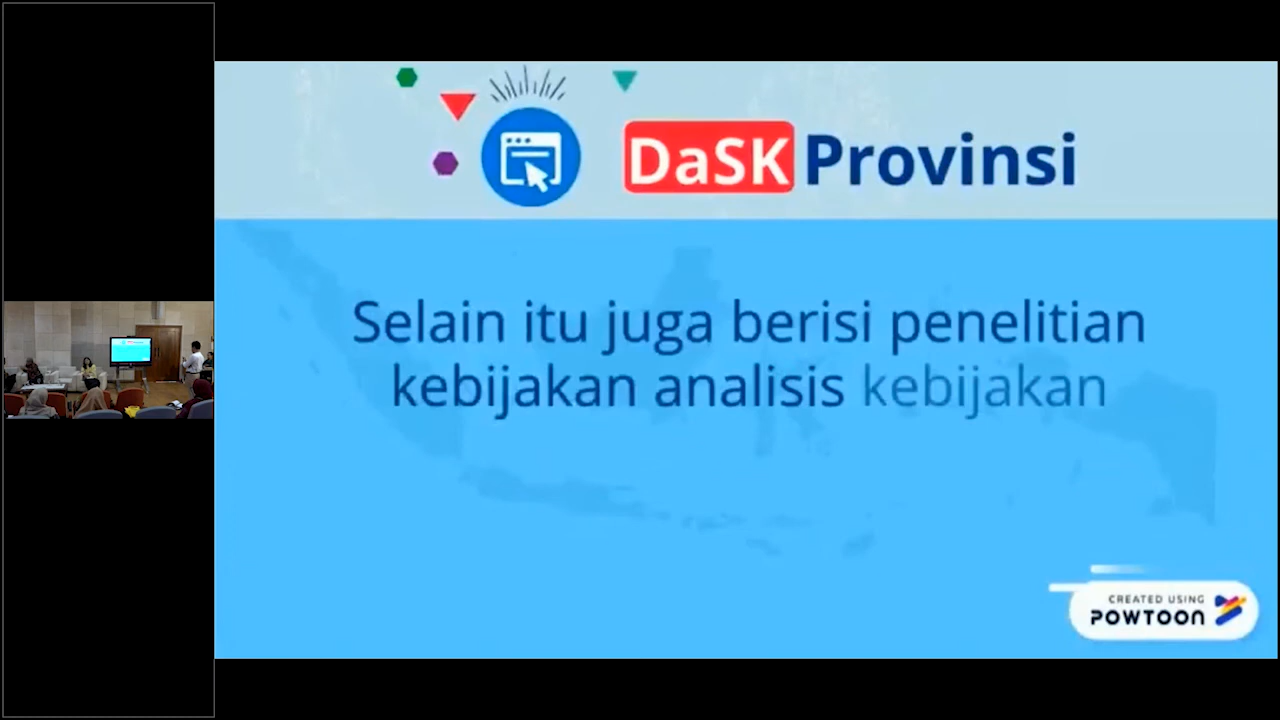 DaSK Provinsi
Selain itu juga berisi penelitian
kebijakan analisis kebijakan
CREATED USING
POWTOON